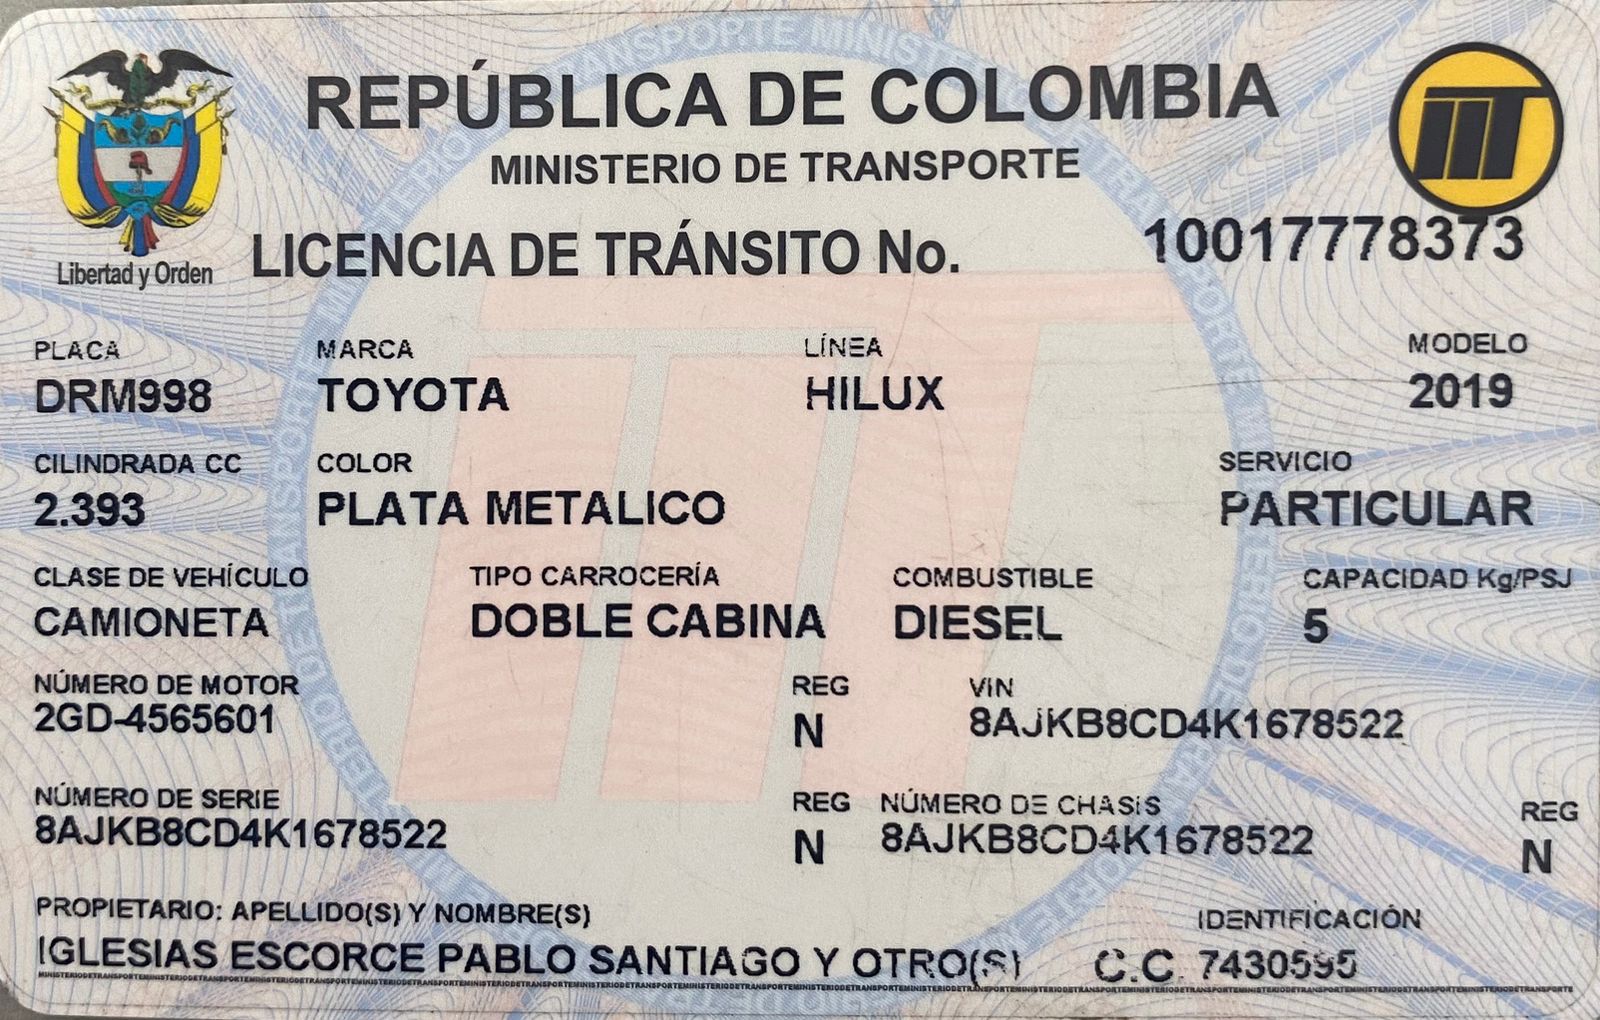 REPÚBLICA DE COLOMBIA
MINISTERIO DE TRANSPORTE
Libertad y Orden
LICENCIA DE TRÁNSITO No. 10017778373
PLACA MARCA LÍNEA MODELO
DRM998 TOYOTA HILUX 2019
CILINDRADA CC COLOR SERVICIO
2.393 PLATA METALICO PARTICULAR
CLASE DE VEHÍCULO TIPO CARROCERÍA COMBUSTIBLE CAPACIDAD Kg/PSJ
CAMIONETA DOBLE CABINA DIESEL 5
NÚMERO DE MOTOR REG VIN
2GD-4565601 N 8AJKB8CD4K1678522
NÚMERO DE SERIE REG NÚMERO DE CHASIS REG
8AJKB8CD4K1678522 N 8AJKB8CD4K1678522 N
PROPIETARIO: APELLIDO(S) Y NOMBRE(S) IDENTIFICACIÓN
IGLESIAS ESCORCE PABLO SANTIAGO Y OTRO(S) C.C. 7430595